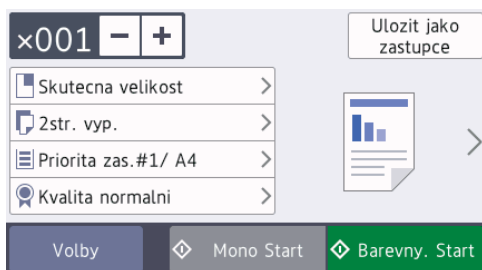 ×001 − +
Ulozit jako
zastupce
Skutecna velikost
2str. vyp.
Priorita zas.#1/ A4
Kvalita normalni
Volby
Mono Start
Barevny. Start